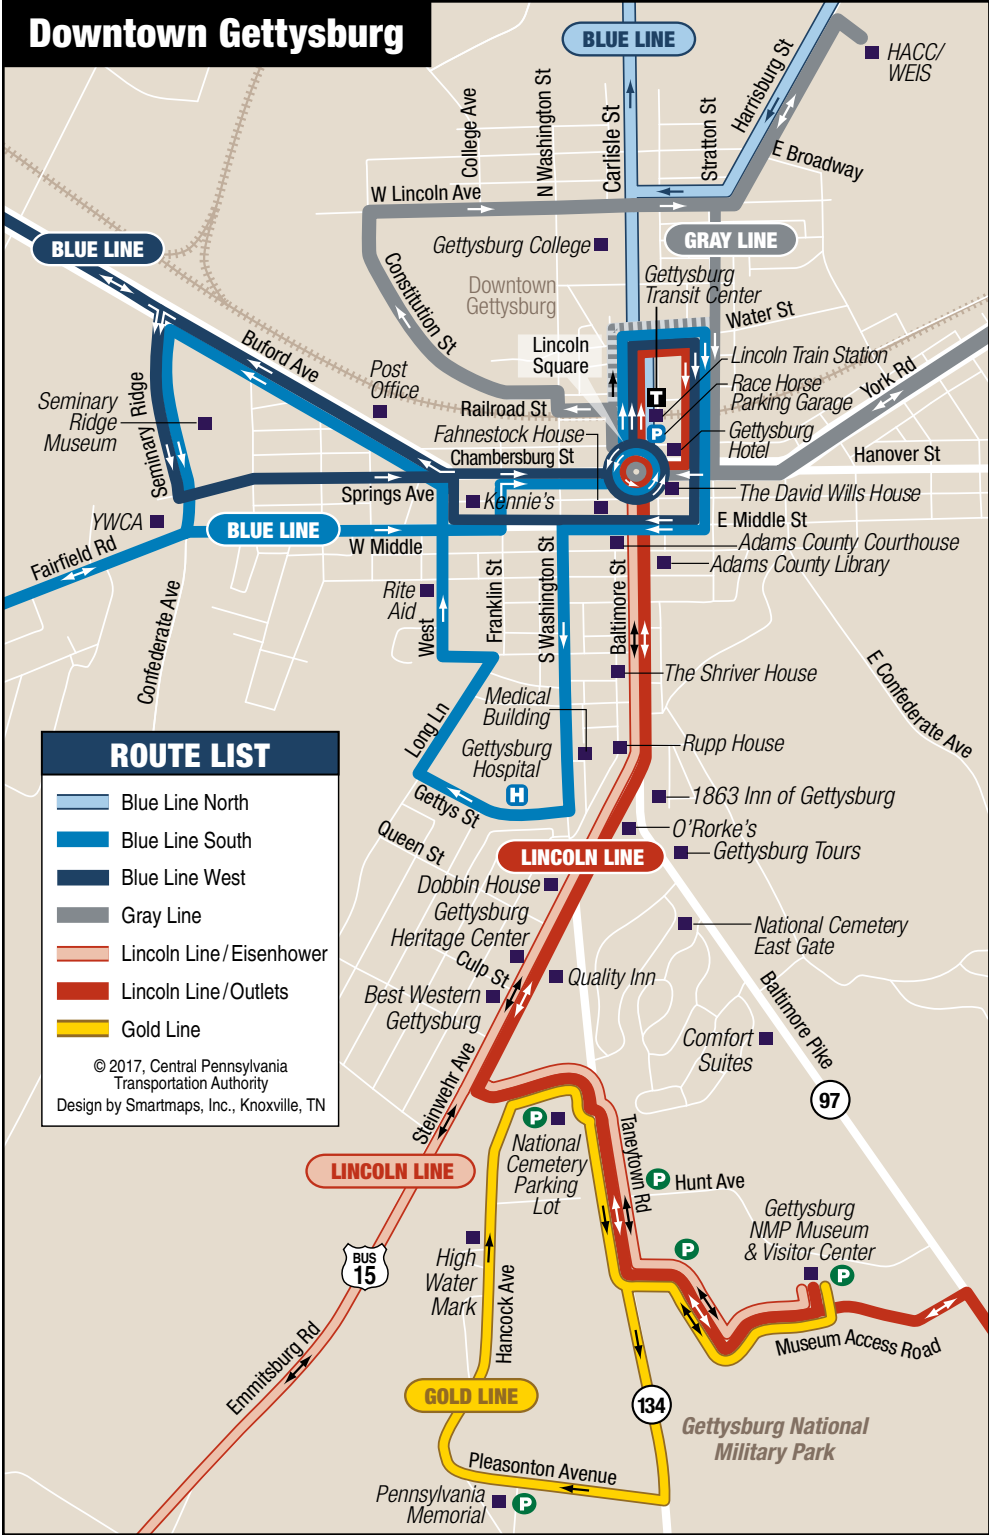 Downtown Gettysburg
BLUE LINE
HACC/
WEIS
Harrisburg St
College Ave
N Washington St
Carlisle St
Stratton St
E Broadway
W Lincoln Ave
BLUE LINE
Gettysburg College
GRAY LINE
Constitution St
Downtown
Gettysburg
Gettysburg
Transit Center
Water St
Lincoln
Square
Buford Ave
Lincoln Train Station
Post
Office
Race Horse
Parking Garage
York Rd
T
Seminary
Ridge
Museum
Seminary Ridge
Railroad St
P
Fahnestock House
Gettysburg
Hotel
Chambersburg St
Hanover St
Springs Ave
Kennie's
The David Wills House
YWCA
BLUE LINE
E Middle St
Fairfield Rd
W Middle
Adams County Courthouse
Adams County Library
Rite
Aid
West
Franklin St
S Washington St
Baltimore St
Confederate Ave
The Shriver House
E Confederate Ave
Medical
Building
Long Ln
Rupp House
Gettysburg
Hospital
H
Gettys St
1863 Inn of Gettysburg
Queen St
O'Rorke's
LINCOLN LINE
Gettysburg Tours
ROUTE LIST
Blue Line North
Blue Line South
Blue Line West
Gray Line
Lincoln Line/Eisenhower
Lincoln Line/Outlets
Gold Line
© 2017, Central Pennsylvania
Transportation Authority
Design by Smartmaps, Inc., Knoxville, TN
Dobbin House
Gettysburg
Heritage Center
National Cemetery
East Gate
Culp St
Quality Inn
Best Western
Gettysburg
Baltimore Pike
Comfort
Suites
Steinwehr Ave
97
P
National
Cemetery
Parking
Lot
Taneytown Rd
LINCOLN LINE
P
Hunt Ave
Gettysburg
NMP Museum
& Visitor Center
P
P
BUS
15
High
Water
Mark
Hancock Ave
Museum Access Road
Emmitsburg Rd
GOLD LINE
134
Gettysburg National
Military Park
Pleasonton Avenue
Pennsylvania
Memorial
P